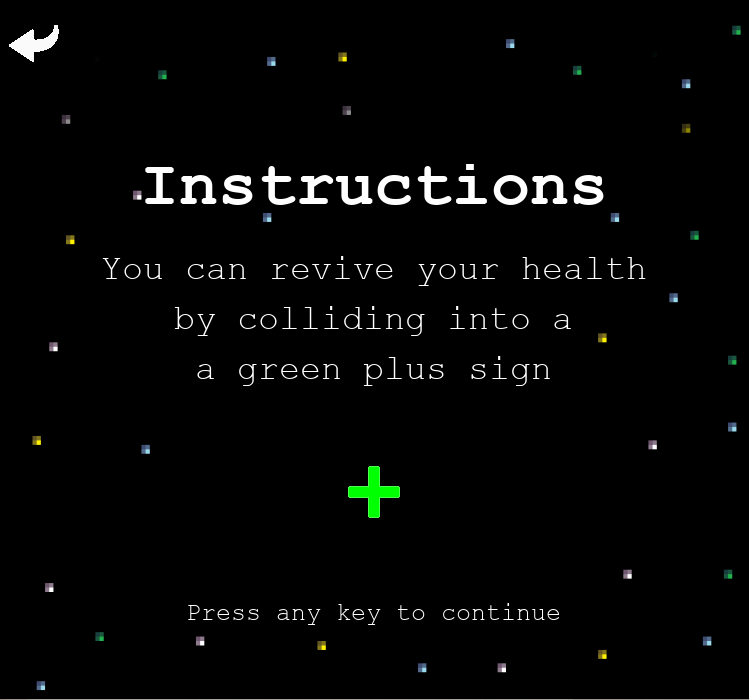 Instructions
You can revive your health
by colliding into a
a green plus sign
Press any key to continue